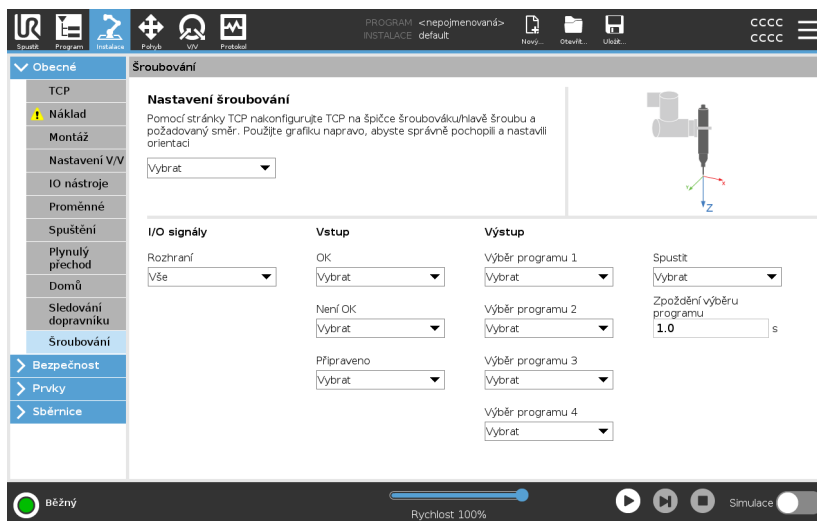 UR
PROGRAM <nepojmenovaná>
INSTALACE default
Spustit Program Instalace Pohyb V/V Protokol
Nový... Otevřít... Uložit...
CCCC
CCCC
Obecné
TCP
Náklad
Montáž
Nastavení V/V
IO nástroje
Proměnné
Spuštění
Plynulý
přechod
Domů
Sledování
dopravníku
Šroubování
Bezpečnost
Prvky
Sběrnice
Šroubování
Nastavení šroubování
Pomocí stránky TCP nakonfigurujte TCP na špičce šroubováku/hlavě šroubu a
požadovaný směr. Použijte grafiku napravo, abyste správně pochopili a nastavili
orientaci
Vybrat
Y X
Z
I/O signály
Rozhraní
Vše
Vstup
OK
Vybrat
Není OK
Vybrat
Připraveno
Vybrat
Výstup
Výběr programu 1
Vybrat
Výběr programu 2
Vybrat
Výběr programu 3
Vybrat
Výběr programu 4
Vybrat
Spustit
Vybrat
Zpoždění výběru
programu
1.0 s
Běžný
Rychlost 100%
Simulace